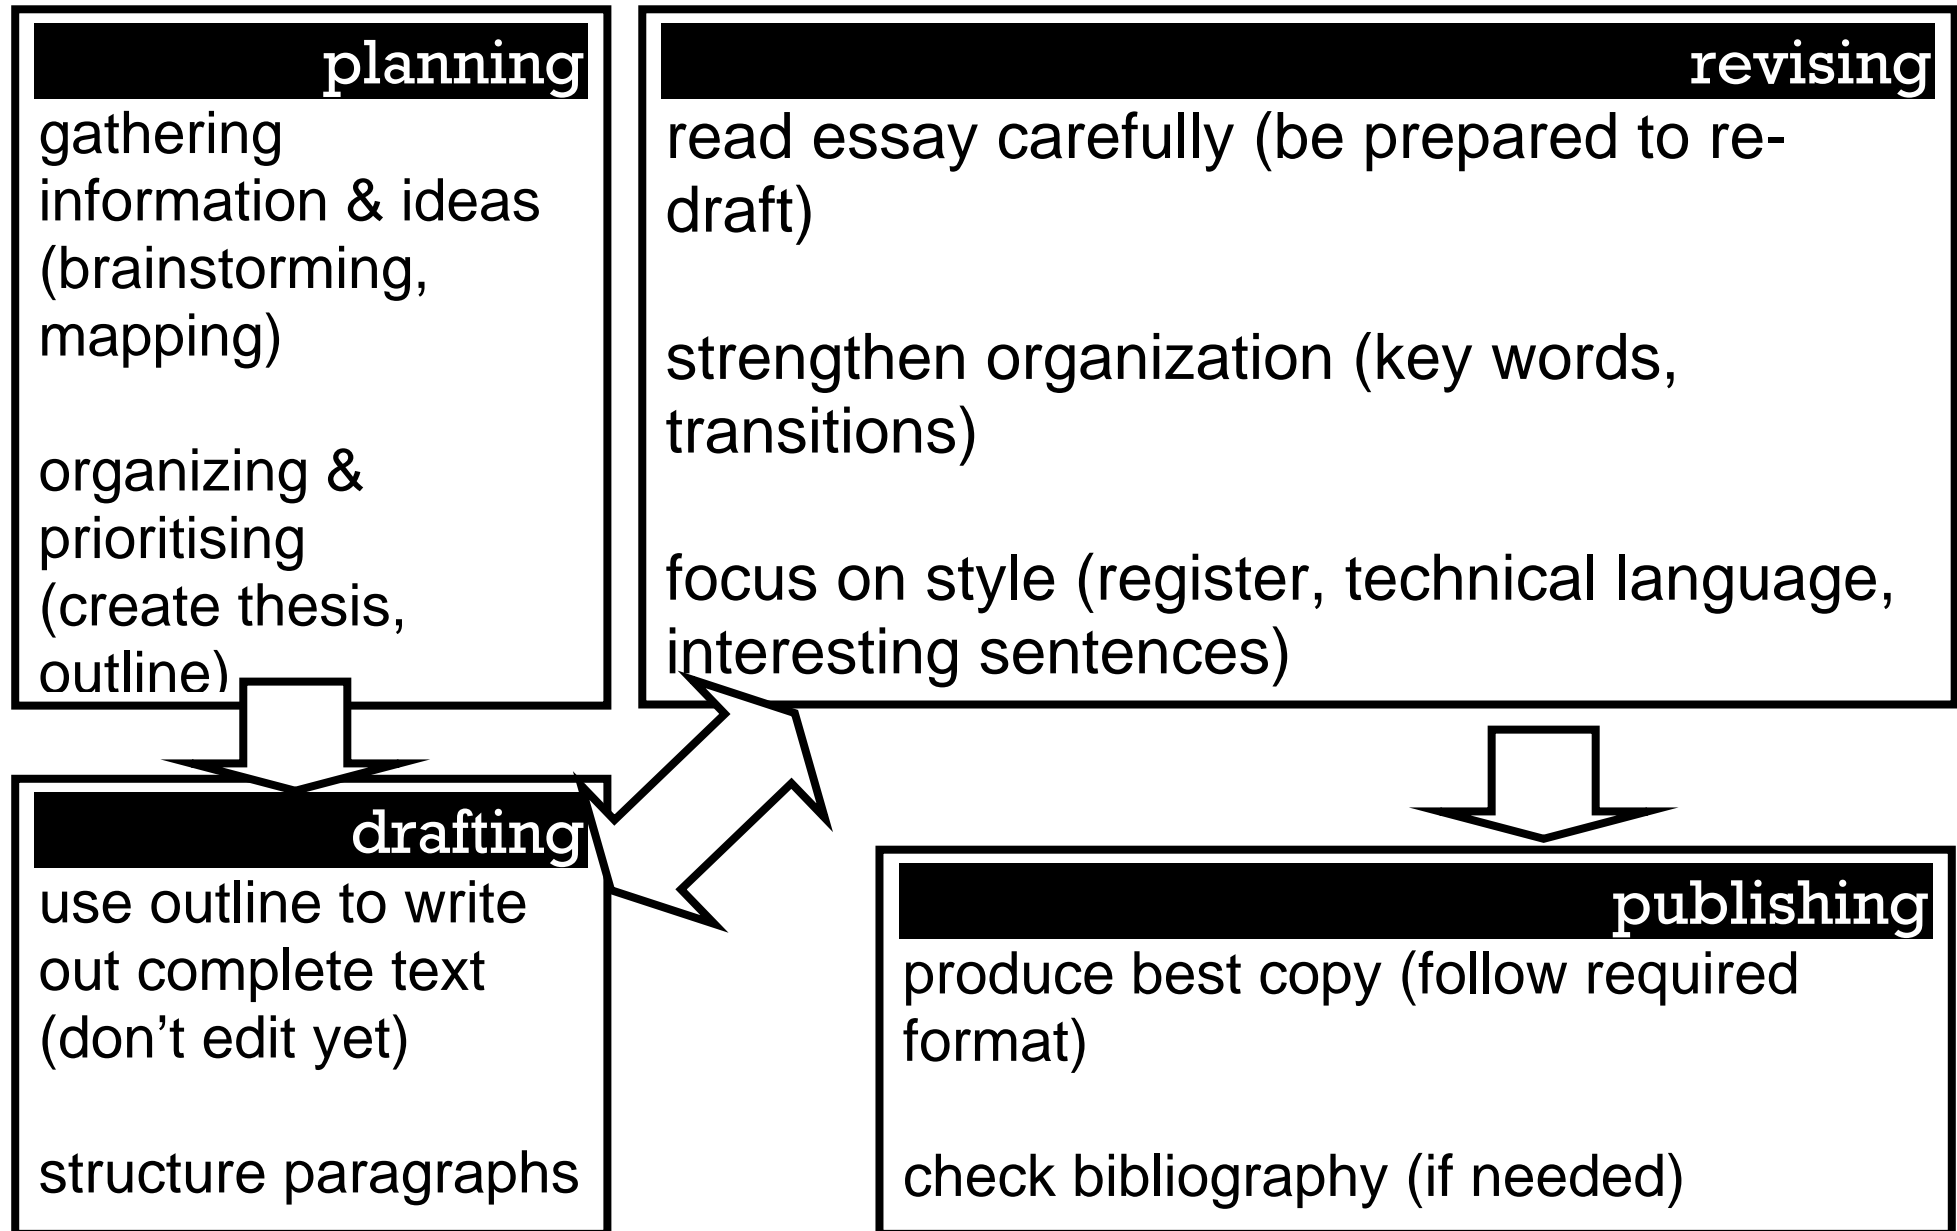 planning
gathering
information & ideas
(brainstorming,
mapping)
organizing &
prioritising
(create thesis,
outline)
drafting
use outline to write
out complete text
(don’t edit yet)
structure paragraphs
revising
read essay carefully (be prepared to re-
draft)
strengthen organization (key words,
transitions)
focus on style (register, technical language,
interesting sentences)
publishing
produce best copy (follow required
format)
check bibliography (if needed)